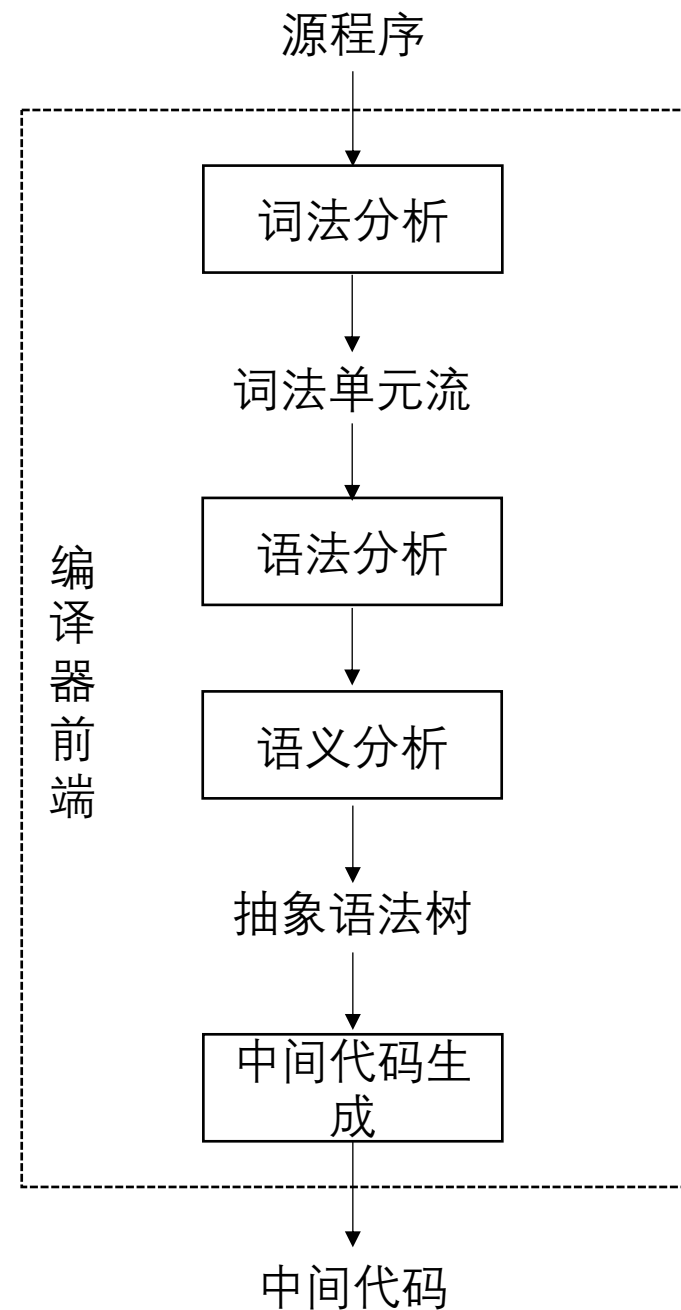 源程序
词法分析
词法单元流
语法分析
编译器前端
语义分析
抽象语法树
中间代码生
成
中间代码